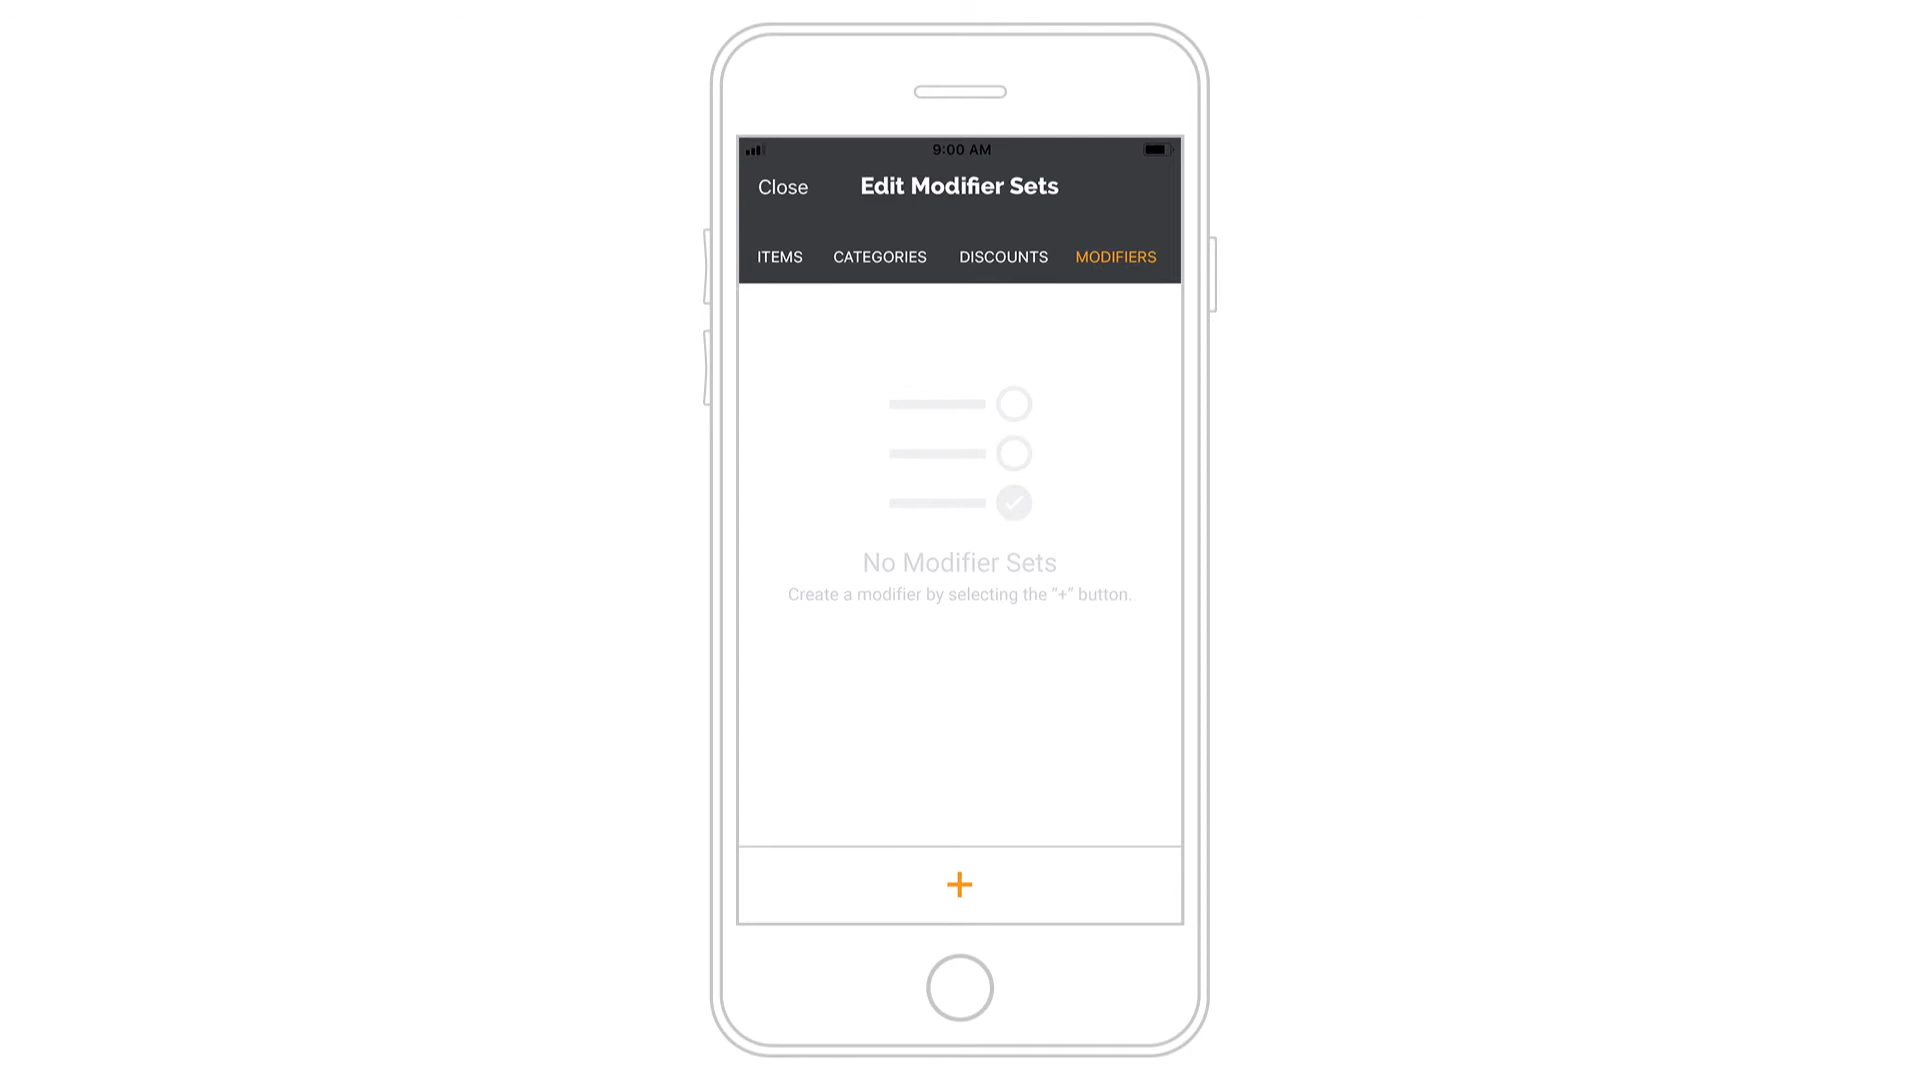 9:00 AM
Close
Edit Modifier Sets
ITEMS CATEGORIES DISCOUNTS MODIFIERS
No Modifier Sets
Create a modifier by selecting the “+” button.
+